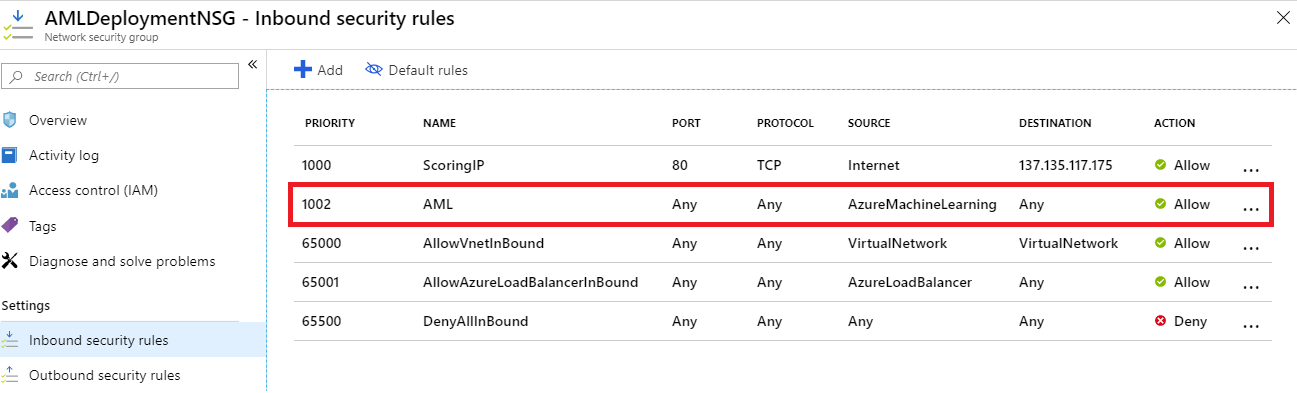 AMLDeploymentNSG - Inbound security rules
Network security group
Search (Ctrl+/)
Overview
Activity log
Access control (IAM)
Tags
Diagnose and solve problems
Settings
Inbound security rules
Outbound security rules
Add Default rules
PRIORITY NAME PORT PROTOCOL SOURCE DESTINATION ACTION
1000 ScoringIP 80 TCP Internet 137.135.117.175 Allow ...
1002 AML Any Any AzureMachineLearning Any Allow ...
65000 AllowVnetInBound Any Any VirtualNetwork VirtualNetwork Allow ...
65001 AllowAzureLoadBalancerInBound Any Any AzureLoadBalancer Any Allow ...
65500 DenyAllInBound Any Any Any Any Deny ...